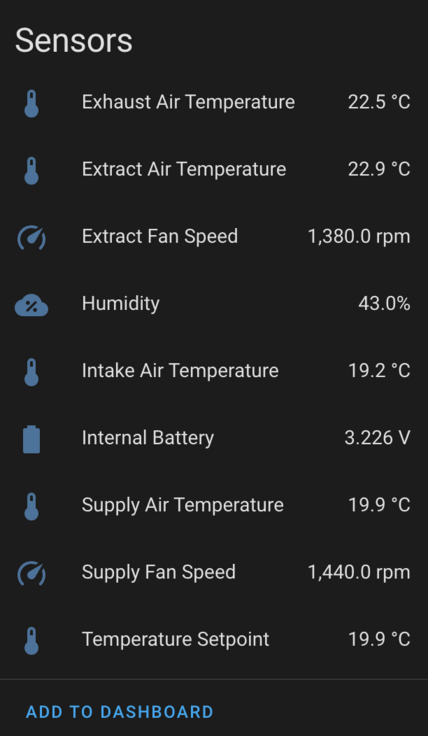 Sensors
Exhaust Air Temperature 22.5 °C
Extract Air Temperature 22.9 °C
Extract Fan Speed 1,380.0 rpm
Humidity 43.0%
Intake Air Temperature 19.2 °C
Internal Battery 3.226 V
Supply Air Temperature 19.9 °C
Supply Fan Speed 1,440.0 rpm
Temperature Setpoint 19.9 °C
ADD TO DASHBOARD